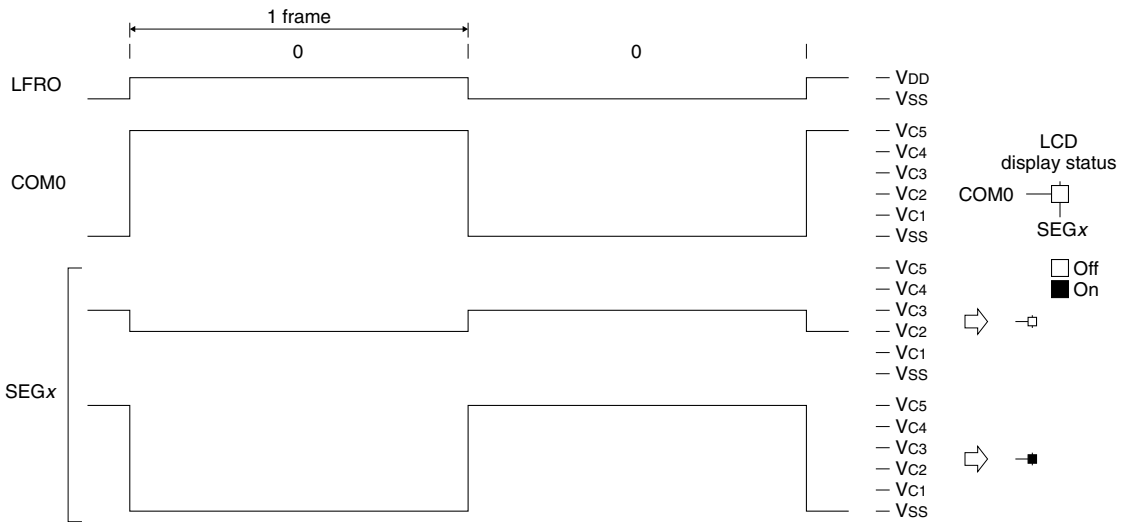 1 frame
0 0
LFRO
VDD
VSS
COM0
VC5
VC4
VC3
VC2
VC1
VSS
LCD
display status
COM0
SEGx
Off
On
SEGx
VC5
VC4
VC3
VC2
VC1
VSS
VC5
VC4
VC3
VC2
VC1
VSS